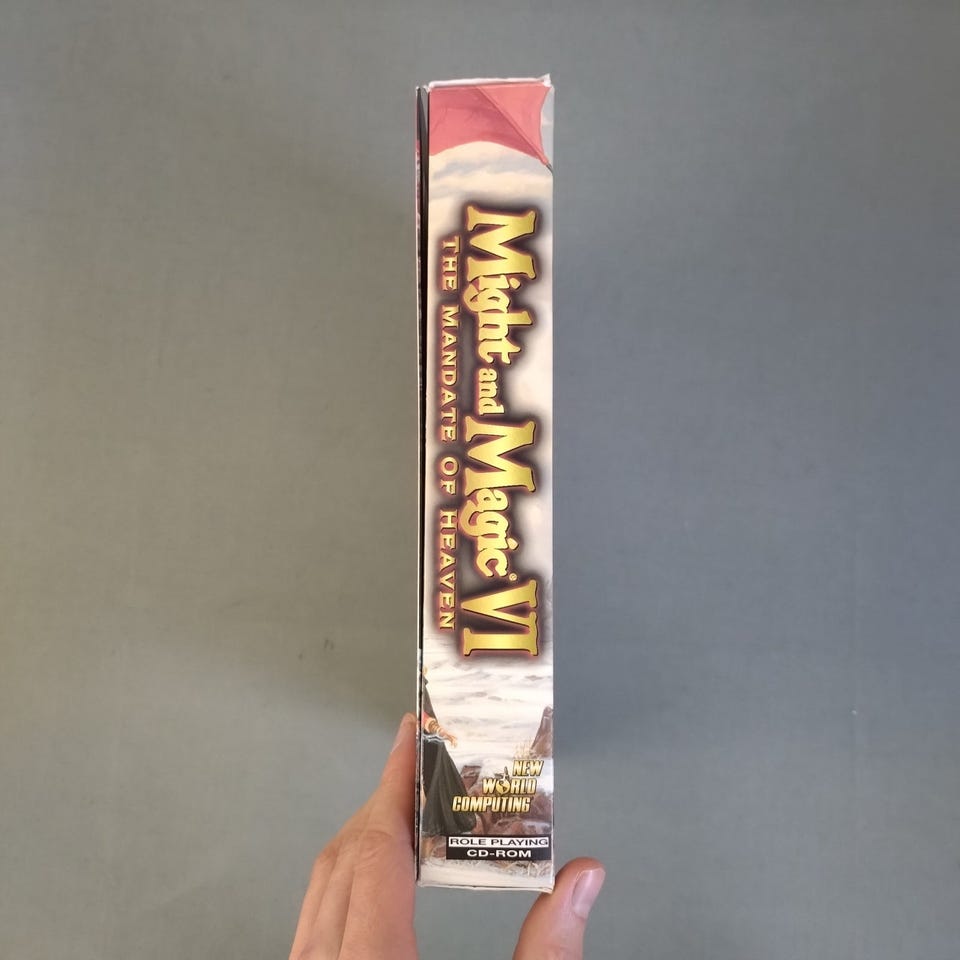 Might and Magic® VI
THE MANDATE OF HEAVEN
NEW
WORLD
COMPUTING
ROLE PLAYING
CD-ROM